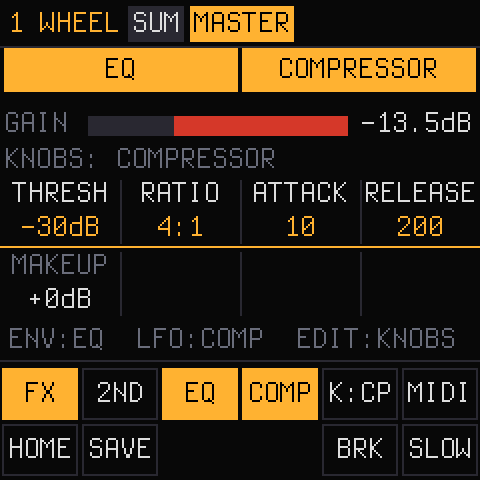 1 WHEEL SUM MASTER
EQ COMPRESSOR
GAIN -13.5dB
KNOBS: COMPRESSOR
THRESH RATIO ATTACK RELEASE
-30dB 4:1 10 200
MAKEUP
+0dB
ENV:EQ LFO:COMP EDIT:KNOBS
FX 2ND EQ COMP K:CP MIDI
HOME SAVE BRK SLOW